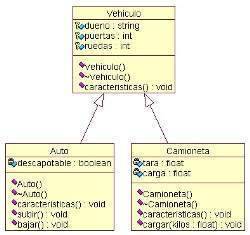 Vehiculo
dueno : string
puertas : int
ruedas : int
Vehiculo()
~Vehiculo()
caracteristicas() : void
Auto
descapotable : boolean
Auto()
~Auto()
caracteristicas() : void
subir() : void
bajar() : void
Camioneta
tara : float
carga : float
Camioneta()
~Camioneta()
caracteristicas() : void
cargar(kilos : float) : void